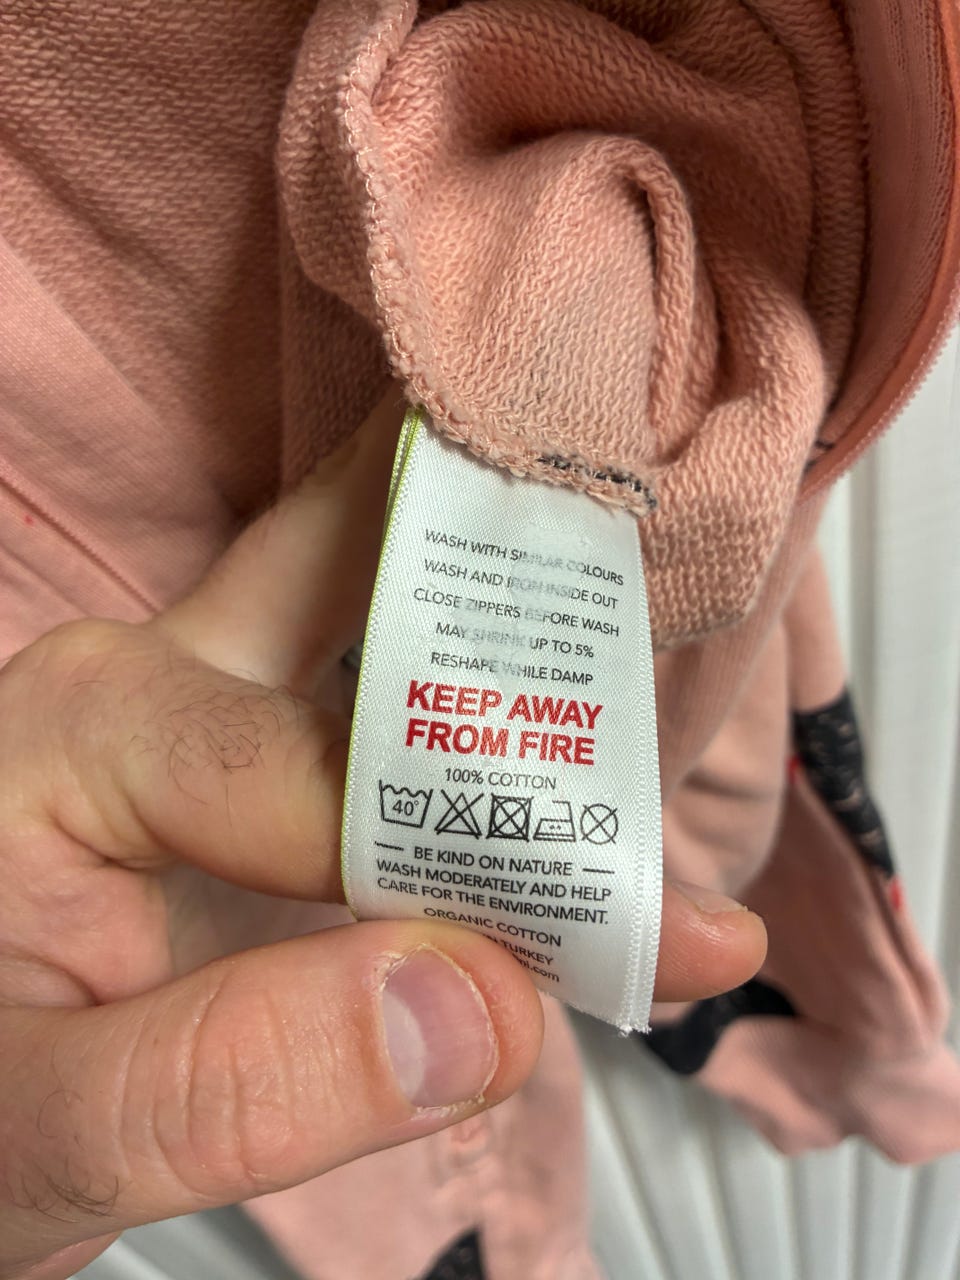 WASH WITH SIMILAR COLOURS
WASH AND IRON INSIDE OUT
CLOSE ZIPPERS BEFORE WASH
MAY SHRINK UP TO 5%
RESHAPE WHILE DAMP
KEEP AWAY
FROM FIRE
100% COTTON
40°
BE KIND ON NATURE
WASH MODERATELY AND HELP
CARE FOR THE ENVIRONMENT.
ORGANIC COTTON
TURKEY
.com